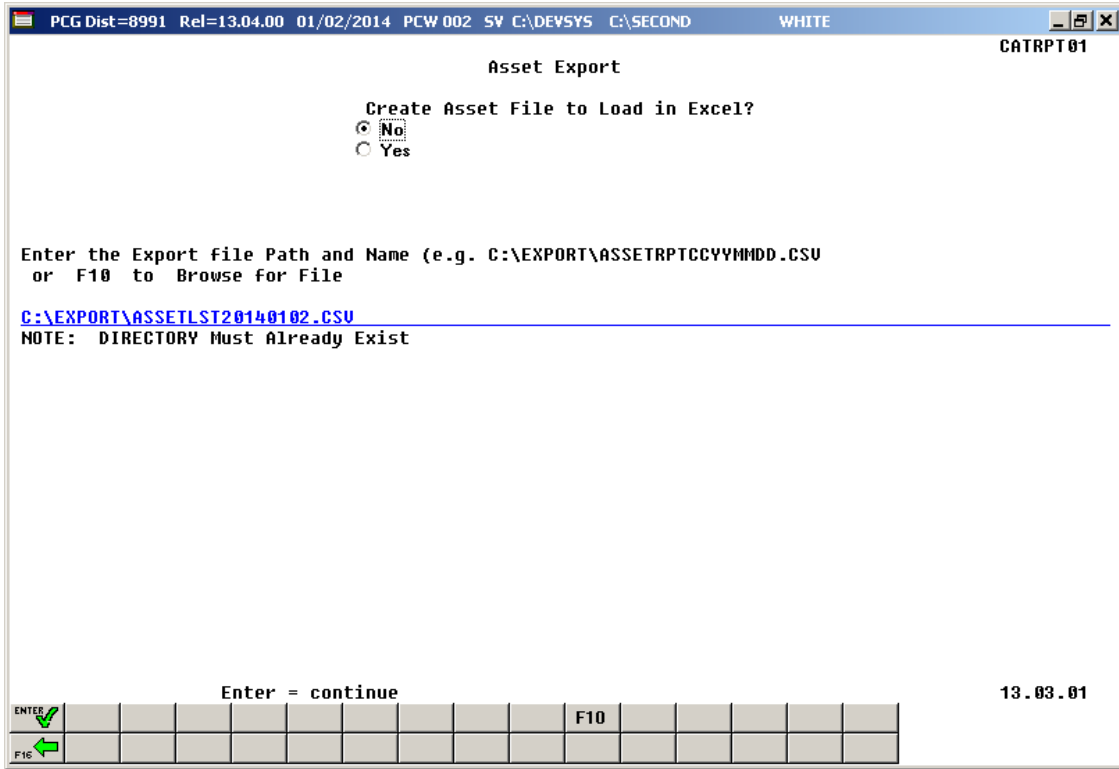 PCG Dist=8991 Rel=13.04.00 01/02/2014 PCW 002 SV C:\DEVSYS C:\SECOND WHITE
CATRPT01
Asset Export
Create Asset File to Load in Excel?
No
Yes
Enter the Export file Path and Name (e.g. C:\EXPORT\ASSETRPTCCYYMMDD.CSV
or F10 to Browse for File
C:\EXPORT\ASSETLST20140102.CSV
NOTE: DIRECTORY Must Already Exist
Enter = continue 13.03.01
ENTER F10
F16